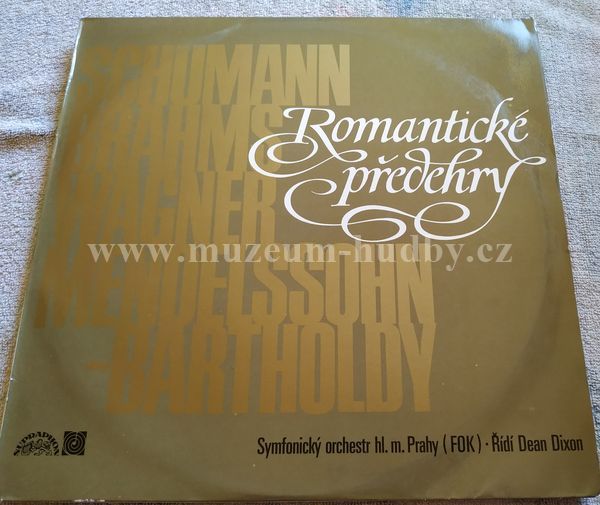 SCHUMANN
BRAHMS
WAGNER
MENDELSSOHN
-BARTHOLDY
Romantické
předehry
www.muzeum-hudby.cz
Symfonický orchestr hl. m. Prahy (FOK) · Řídí Dean Dixon
SUPRAPHON